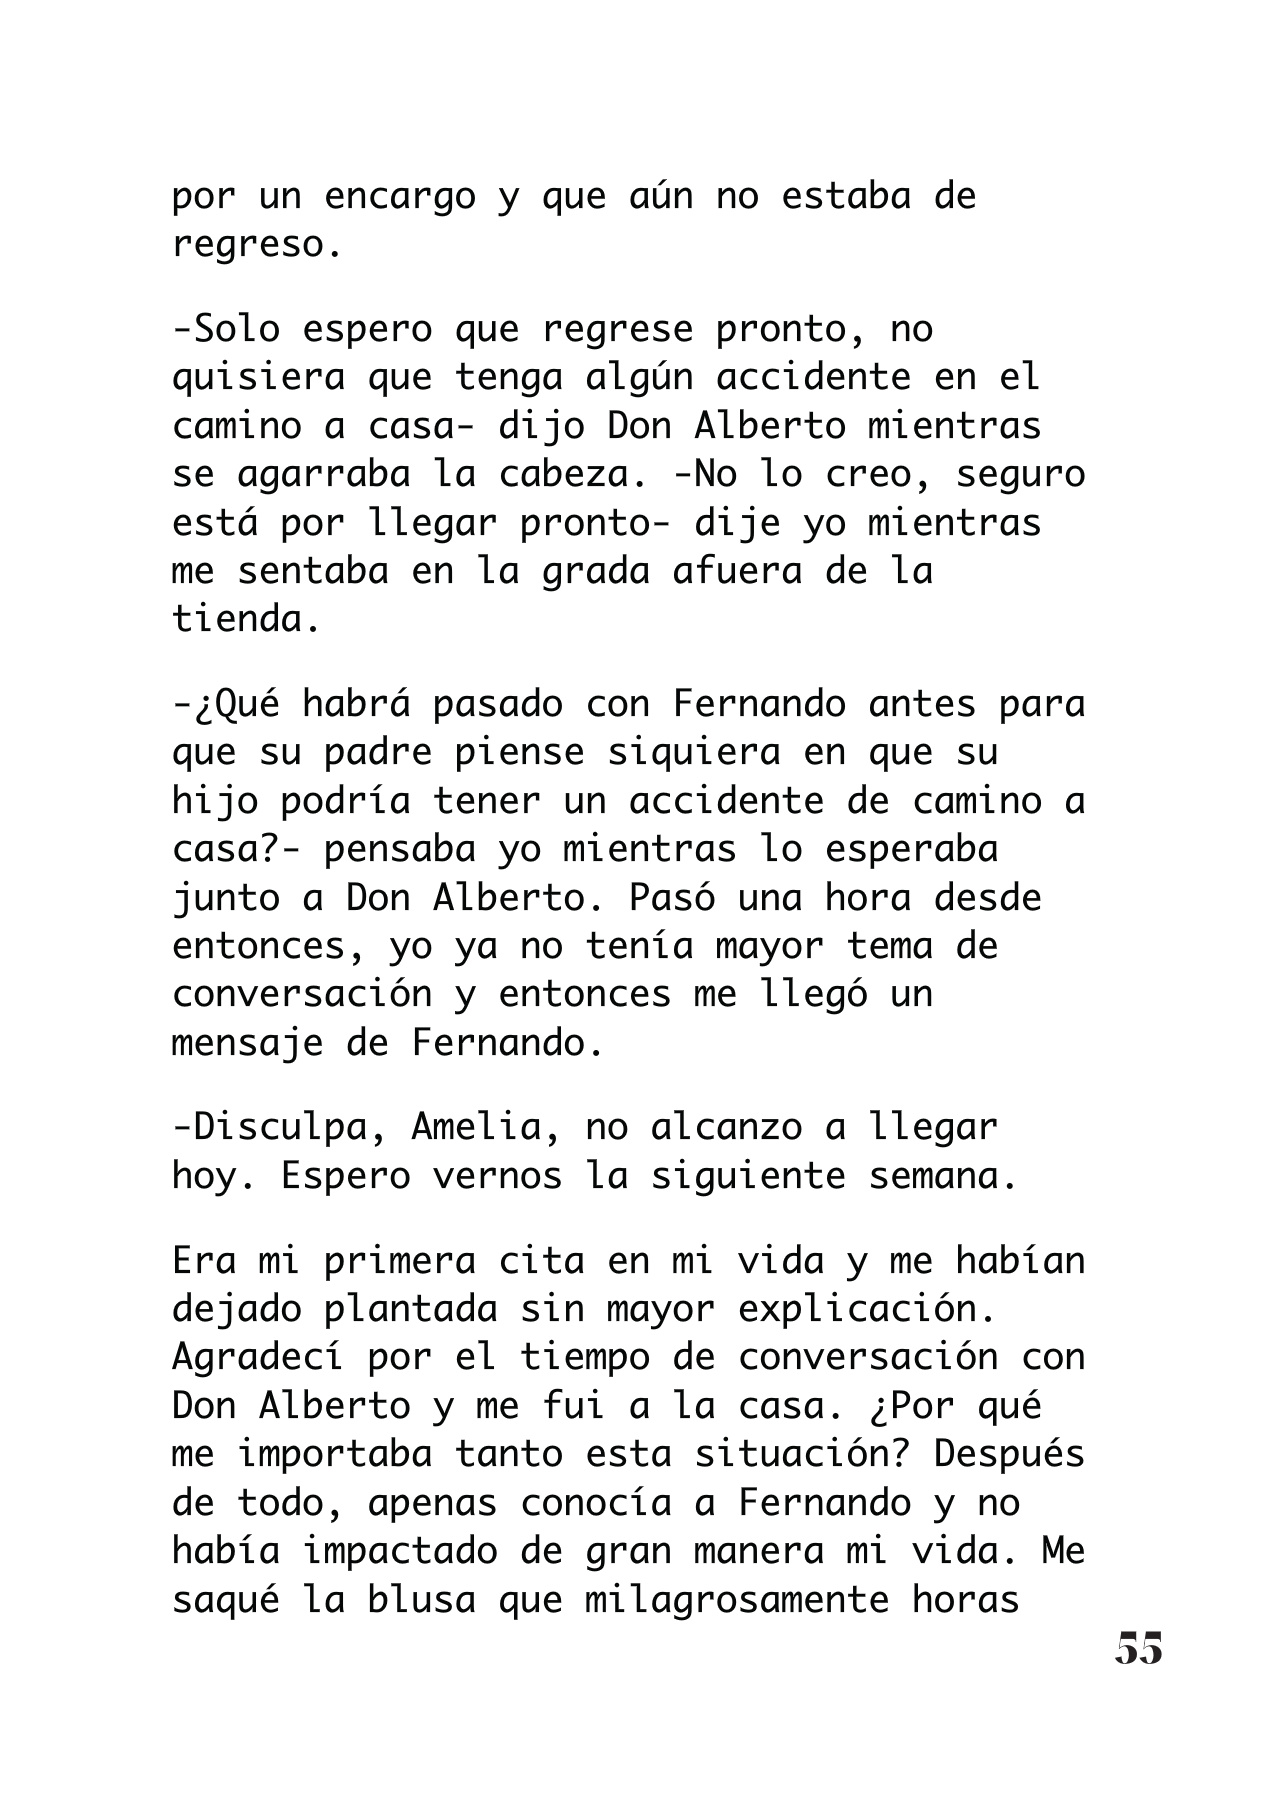 por un encargo y que aún no estaba de
regreso.
-Solo espero que regrese pronto, no
quisiera que tenga algún accidente en el
camino a casa- dijo Don Alberto mientras
se agarraba la cabeza. -No lo creo, seguro
está por llegar pronto- dije yo mientras
me sentaba en la grada afuera de la
tienda.
-¿Qué habrá pasado con Fernando antes para
que su padre piense siquiera en que su
hijo podría tener un accidente de camino a
casa?- pensaba yo mientras lo esperaba
junto a Don Alberto. Pasó una hora desde
entonces, yo ya no tenía mayor tema de
conversación y entonces me llegó un
mensaje de Fernando.
-Disculpa, Amelia, no alcanzo a llegar
hoy. Espero vernos la siguiente semana.
Era mi primera cita en mi vida y me habían
dejado plantada sin mayor explicación.
Agradecí por el tiempo de conversación con
Don Alberto y me fui a la casa. ¿Por qué
me importaba tanto esta situación? Después
de todo, apenas conocía a Fernando y no
había impactado de gran manera mi vida. Me
saqué la blusa que milagrosamente horas
55